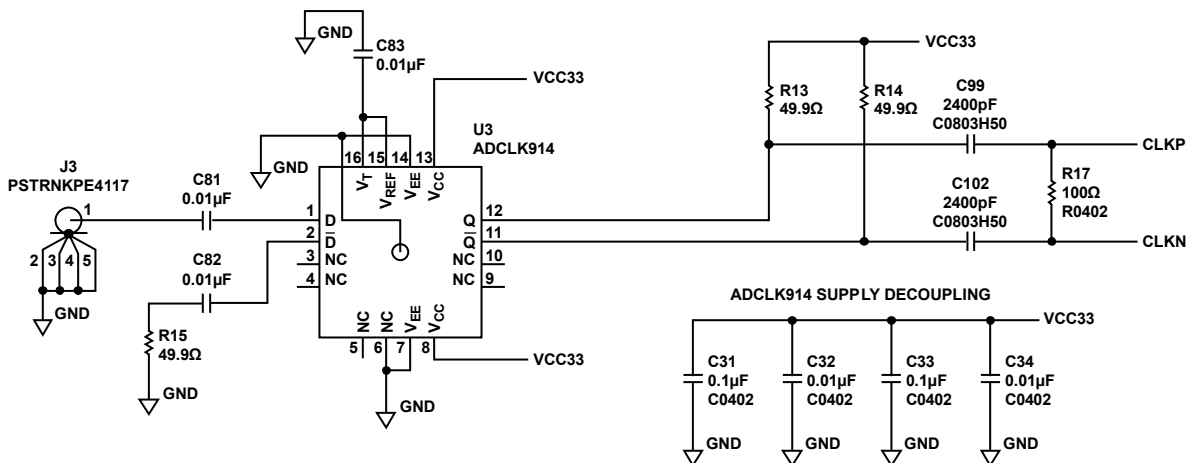 GND
C83
0.01µF
VCC33
U3
ADCLK914
GND
16 15 14 13
VT
VREF
VEE
VCC
J3
PSTRNKPE4117
1
2 3 4 5
GND
C81
0.01µF
C82
0.01µF
R15
49.9Ω
GND
1 D
2 D̅
3 NC
4 NC
Q 12
Q̅ 11
NC 10
NC 9
NC
NC
VEE
VCC
5 6 7 8
VCC33
GND
VCC33
R13
49.9Ω
R14
49.9Ω
C99
2400pF
C0803H50
CLKP
R17
100Ω
R0402
C102
2400pF
C0803H50
CLKN
ADCLK914 SUPPLY DECOUPLING
VCC33
C31
0.1µF
C0402
C32
0.01µF
C0402
C33
0.1µF
C0402
C34
0.01µF
C0402
GND
GND
GND
GND